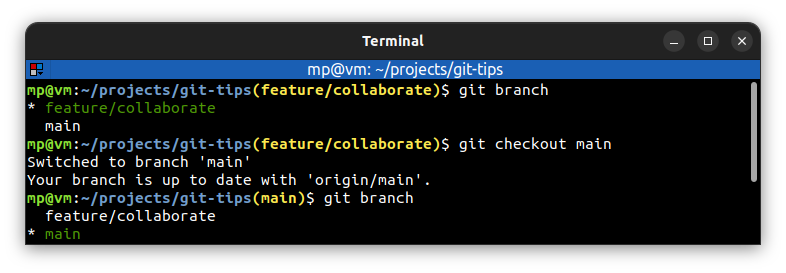 Terminal
mp@vm: ~/projects/git-tips
mp@vm:~/projects/git-tips(feature/collaborate)$ git branch
* feature/collaborate
  main
mp@vm:~/projects/git-tips(feature/collaborate)$ git checkout main
Switched to branch 'main'
Your branch is up to date with 'origin/main'.
mp@vm:~/projects/git-tips(main)$ git branch
  feature/collaborate
* main